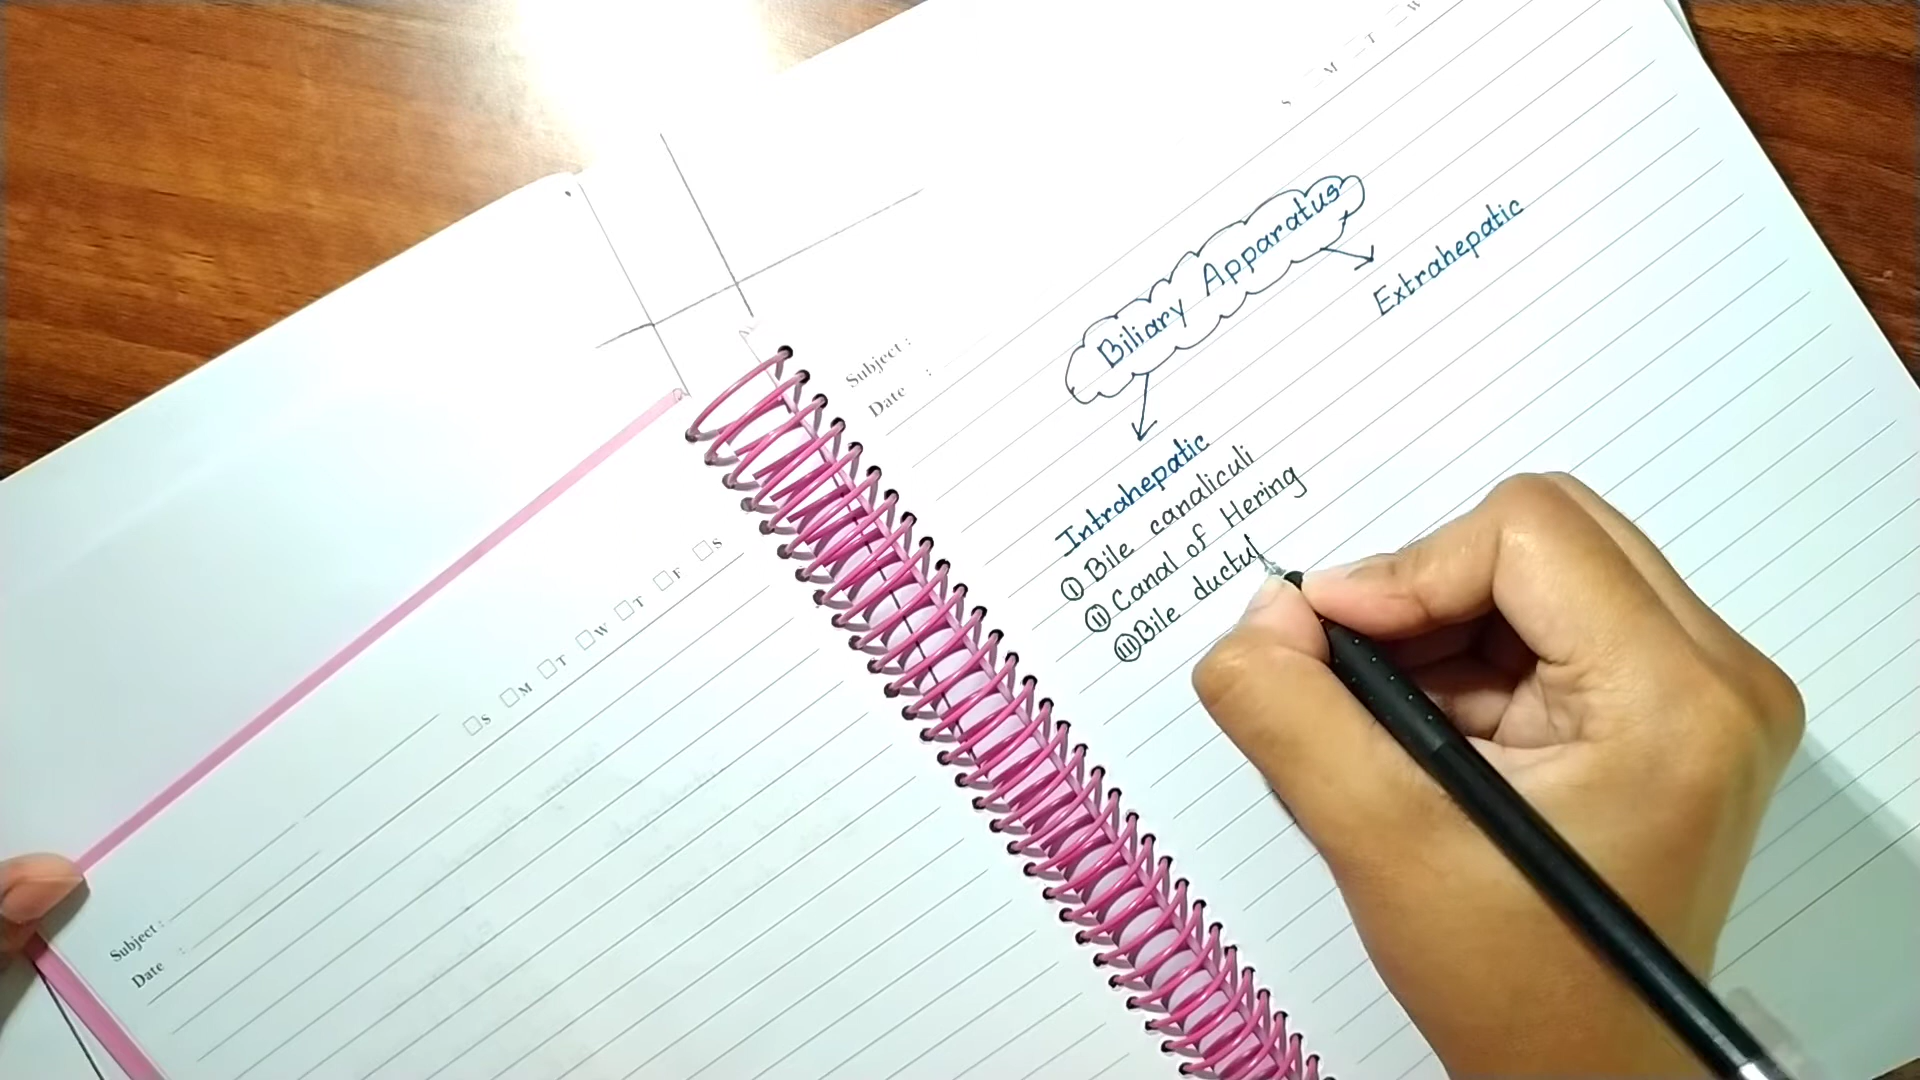 S M T W
Subject :
Date :
Biliary Apparatus
Extrahepatic
Intrahepatic
I Bile canaliculi
II Canal of Hering
III Bile ductul
S M T W T F S
Subject :
Date :